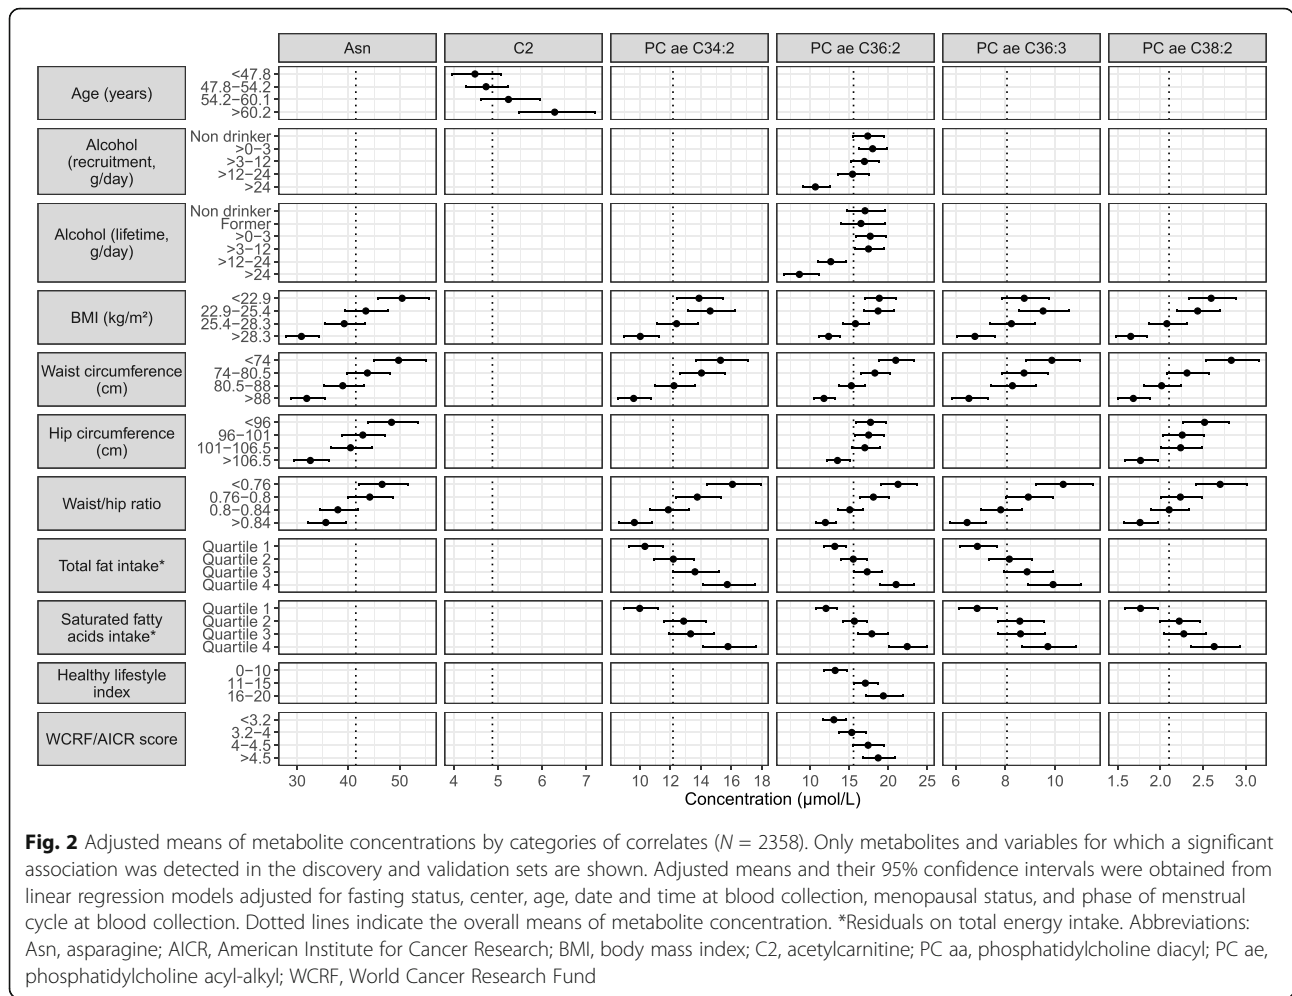 Asn C2 PC ae C34:2 PC ae C36:2 PC ae C36:3 PC ae C38:2
Age (years)
<47.8
47.8−54.2
54.2−60.1
>60.2
Alcohol
(recruitment,
g/day)
Non drinker
>0−3
>3−12
>12−24
>24
Alcohol (lifetime,
g/day)
Non drinker
Former
>0−3
>3−12
>12−24
>24
BMI (kg/m²)
<22.9
22.9−25.4
25.4−28.3
>28.3
Waist circumference
(cm)
<74
74−80.5
80.5−88
>88
Hip circumference
(cm)
<96
96−101
101−106.5
>106.5
Waist/hip ratio
<0.76
0.76−0.8
0.8−0.84
>0.84
Total fat intake*
Quartile 1
Quartile 2
Quartile 3
Quartile 4
Saturated fatty
acids intake*
Quartile 1
Quartile 2
Quartile 3
Quartile 4
Healthy lifestyle
index
0−10
11−15
16−20
WCRF/AICR score
<3.2
3.2−4
4−4.5
>4.5
30 40 50 4 5 6 7 10 12 14 16 18 10 15 20 25 6 8 10 1.5 2.0 2.5 3.0
Concentration (µmol/L)
Fig. 2 Adjusted means of metabolite concentrations by categories of correlates (N = 2358). Only metabolites and variables for which a significant
association was detected in the discovery and validation sets are shown. Adjusted means and their 95% confidence intervals were obtained from
linear regression models adjusted for fasting status, center, age, date and time at blood collection, menopausal status, and phase of menstrual
cycle at blood collection. Dotted lines indicate the overall means of metabolite concentration. *Residuals on total energy intake. Abbreviations:
Asn, asparagine; AICR, American Institute for Cancer Research; BMI, body mass index; C2, acetylcarnitine; PC aa, phosphatidylcholine diacyl; PC ae,
phosphatidylcholine acyl-alkyl; WCRF, World Cancer Research Fund